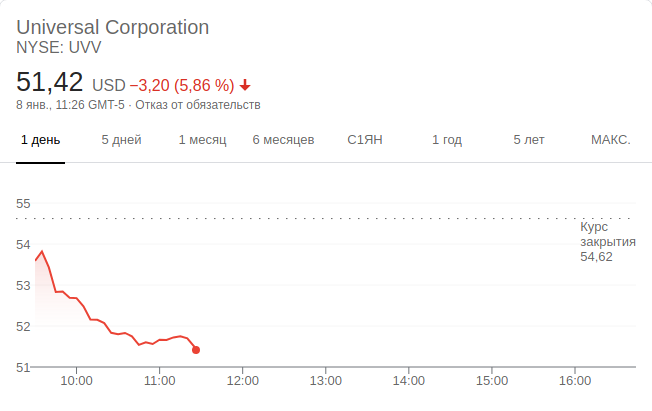 Universal Corporation
NYSE: UVV
51,42 USD −3,20 (5,86 %)
8 янв., 11:26 GMT-5 · Отказ от обязательств
1 день 5 дней 1 месяц 6 месяцев С1ЯН 1 год 5 лет МАКС.
55
Курс
закрытия
54,62
54
53
52
51
10:00 11:00 12:00 13:00 14:00 15:00 16:00